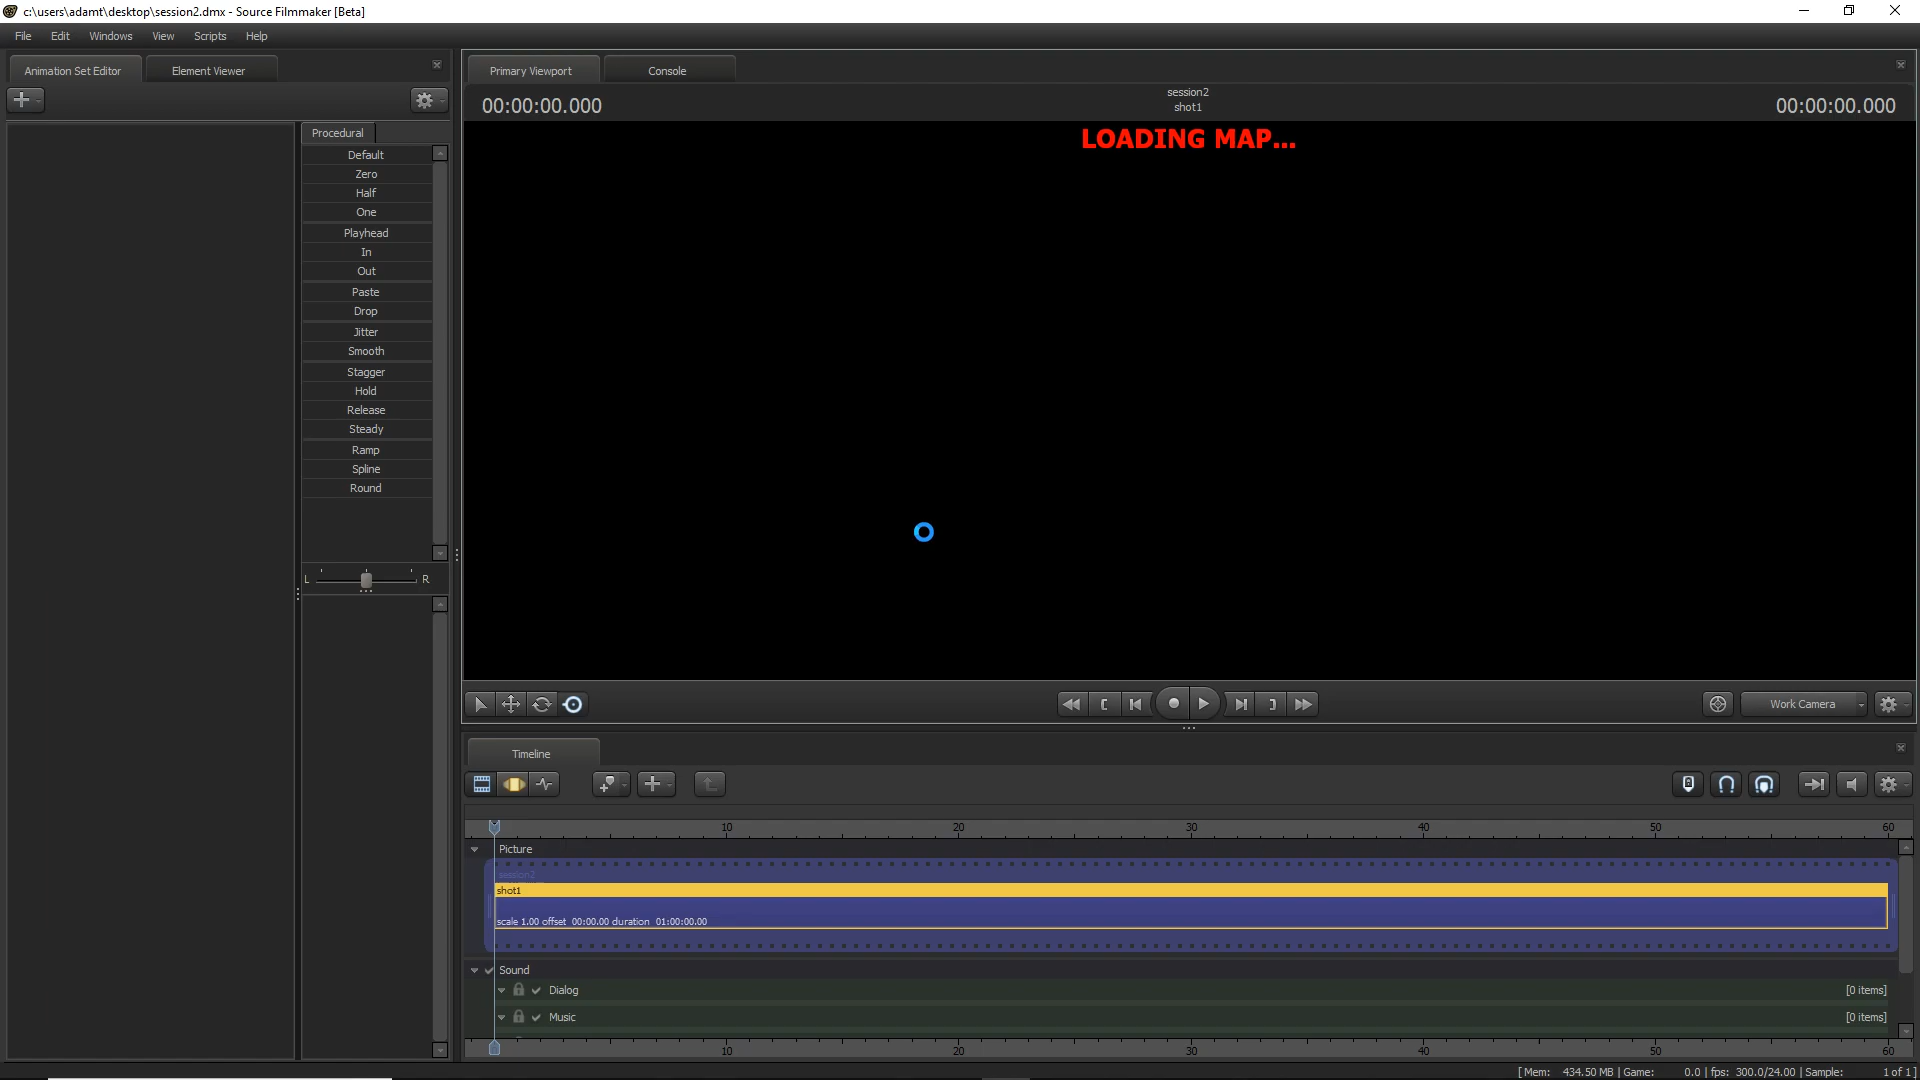 c:\users\adamt\desktop\session2.dmx - Source Filmmaker [Beta]
File Edit Windows View Scripts Help
Animation Set Editor Element Viewer
Procedural
Default
Zero
Half
One
Playhead
In
Out
Paste
Drop
Jitter
Smooth
Stagger
Hold
Release
Steady
Ramp
Spline
Round
L R
Primary Viewport Console
00:00:00.000
session2
shot1
00:00:00.000
LOADING MAP...
Work Camera
Timeline
10 20 30 40 50 60
Picture
session2
shot1
scale 1.00 offset 00:00.00 duration 01:00:00.00
Sound
Dialog [0 items]
Music [0 items]
10 20 30 40 50 60
[ Mem: 434.50 MB | Game: 0.0 | fps: 300.0/24.00 | Sample: 1 of 1 ]